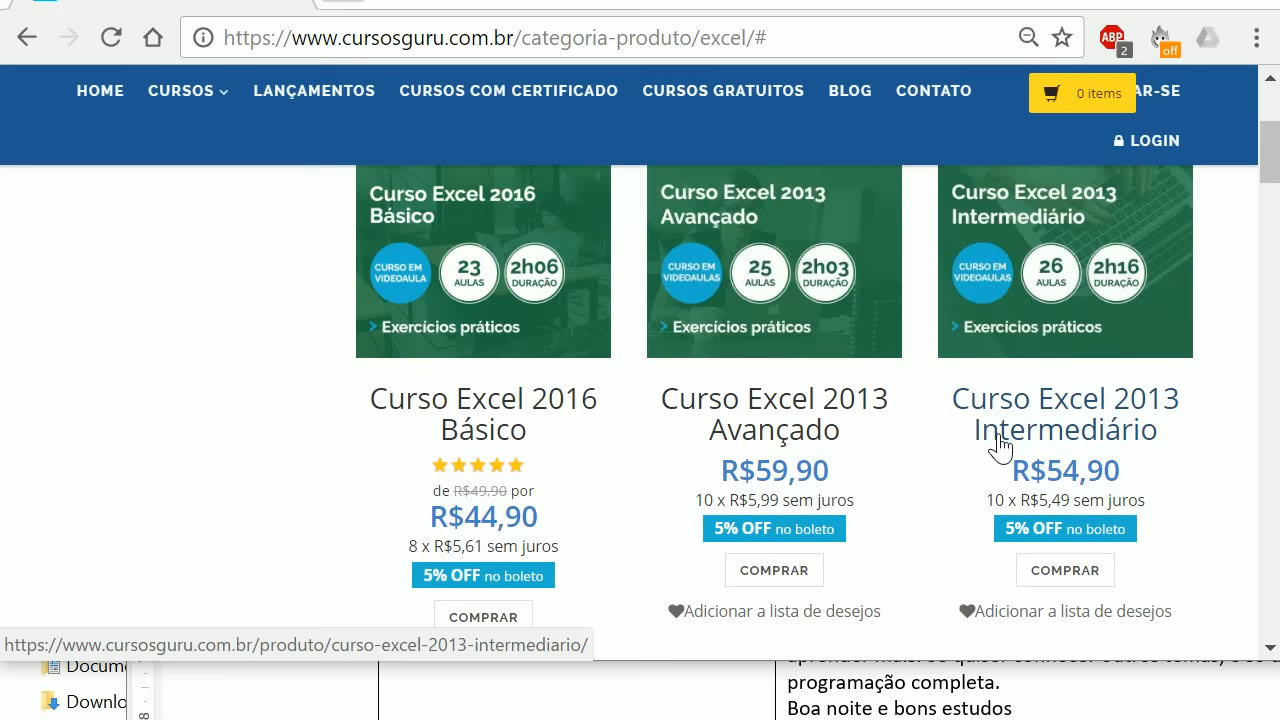 https://www.cursosguru.com.br/categoria-produto/excel/#
ABP
2
off
HOME CURSOS LANÇAMENTOS CURSOS COM CERTIFICADO CURSOS GRATUITOS BLOG CONTATO
0 items
AR-SE
LOGIN
Curso Excel 2016
Básico
CURSO EM
VIDEOAULA
23
AULAS
2h06
DURAÇÃO
> Exercícios práticos
Curso Excel 2013
Avançado
CURSO EM
VIDEOAULAS
25
AULAS
2h03
DURAÇÃO
> Exercícios práticos
Curso Excel 2013
Intermediário
CURSO EM
VIDEOAULAS
26
AULAS
2h16
DURAÇÃO
> Exercícios práticos
Curso Excel 2016
Básico
de R$49,90 por
R$44,90
8 x R$5,61 sem juros
5% OFF no boleto
COMPRAR
Curso Excel 2013
Avançado
R$59,90
10 x R$5,99 sem juros
5% OFF no boleto
COMPRAR
Adicionar a lista de desejos
Curso Excel 2013
Intermediário
R$54,90
10 x R$5,49 sem juros
5% OFF no boleto
COMPRAR
Adicionar a lista de desejos
https://www.cursosguru.com.br/produto/curso-excel-2013-intermediario/
Docum
Downlo
8
programação completa.
Boa noite e bons estudos